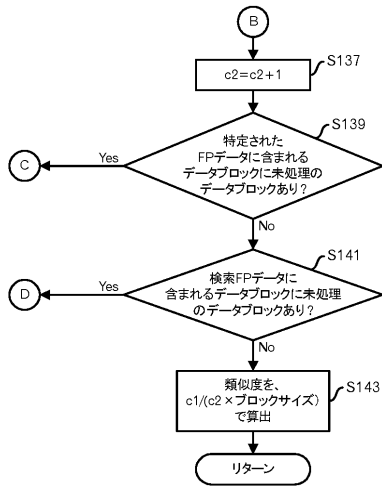 B
c2=c2+1
S137
特定された
FPデータに含まれる
データブロックに未処理の
データブロックあり?
S139
Yes
C
No
検索FPデータに
含まれるデータブロックに未処理
のデータブロックあり?
S141
Yes
D
No
類似度を、
c1/(c2×ブロックサイズ)
で算出
S143
リターン